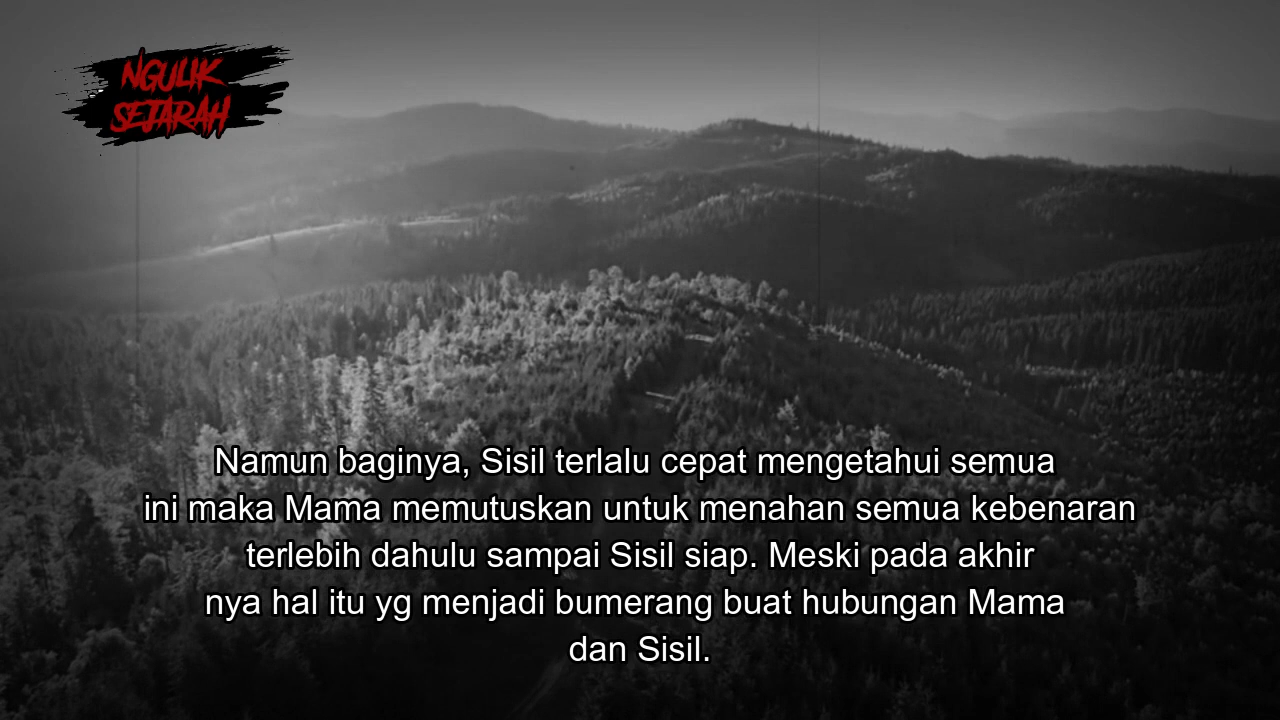 NGULIK
SEJARAH
Namun baginya, Sisil terlalu cepat mengetahui semua
ini maka Mama memutuskan untuk menahan semua kebenaran
terlebih dahulu sampai Sisil siap. Meski pada akhir
nya hal itu yg menjadi bumerang buat hubungan Mama
dan Sisil.